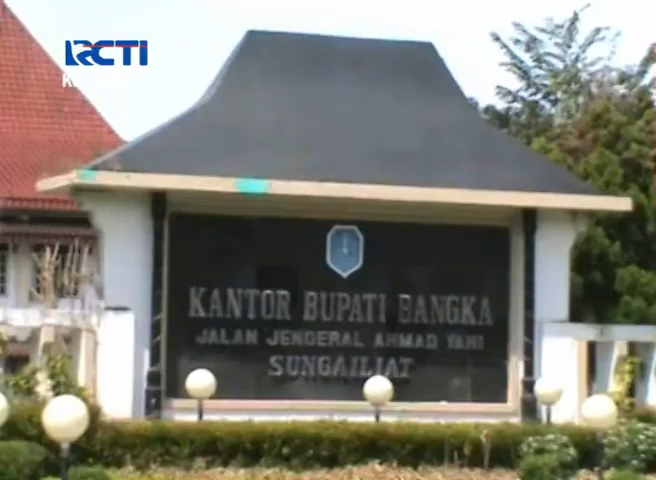 RCTI
KANTOR BUPATI BANGKA
JALAN JENDERAL AHMAD YANI
SUNGAILIAT